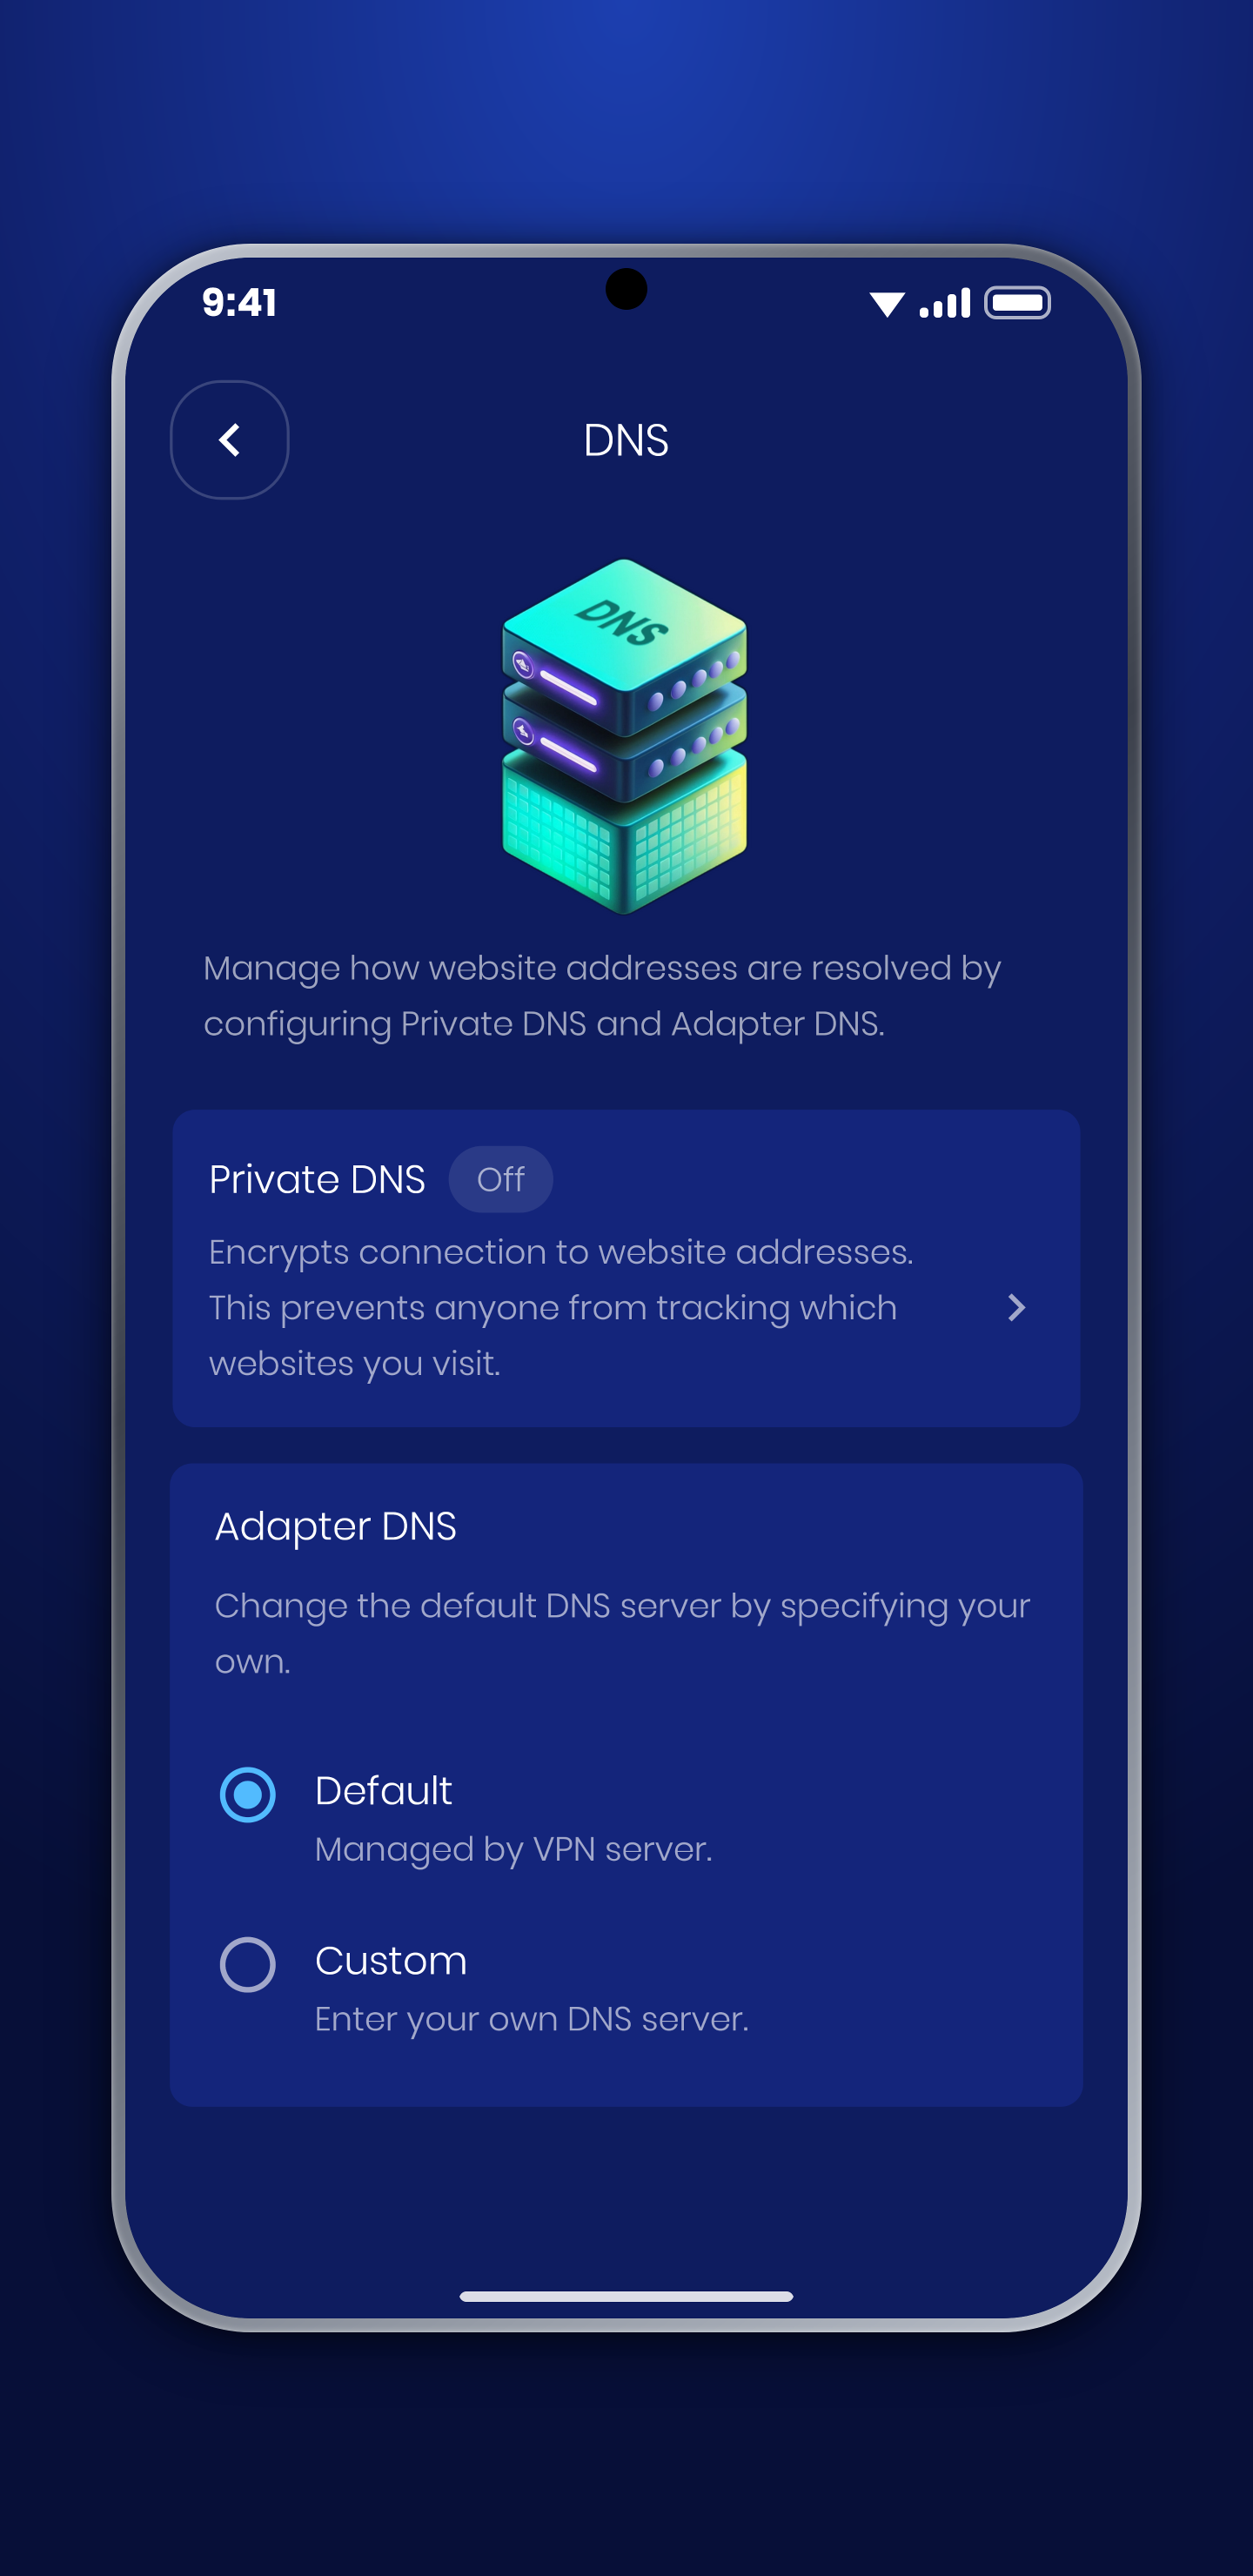 9:41
DNS
DNS
Manage how website addresses are resolved by
configuring Private DNS and Adapter DNS.
Private DNS Off
Encrypts connection to website addresses.
This prevents anyone from tracking which
websites you visit.
Adapter DNS
Change the default DNS server by specifying your
own.
Default
Managed by VPN server.
Custom
Enter your own DNS server.